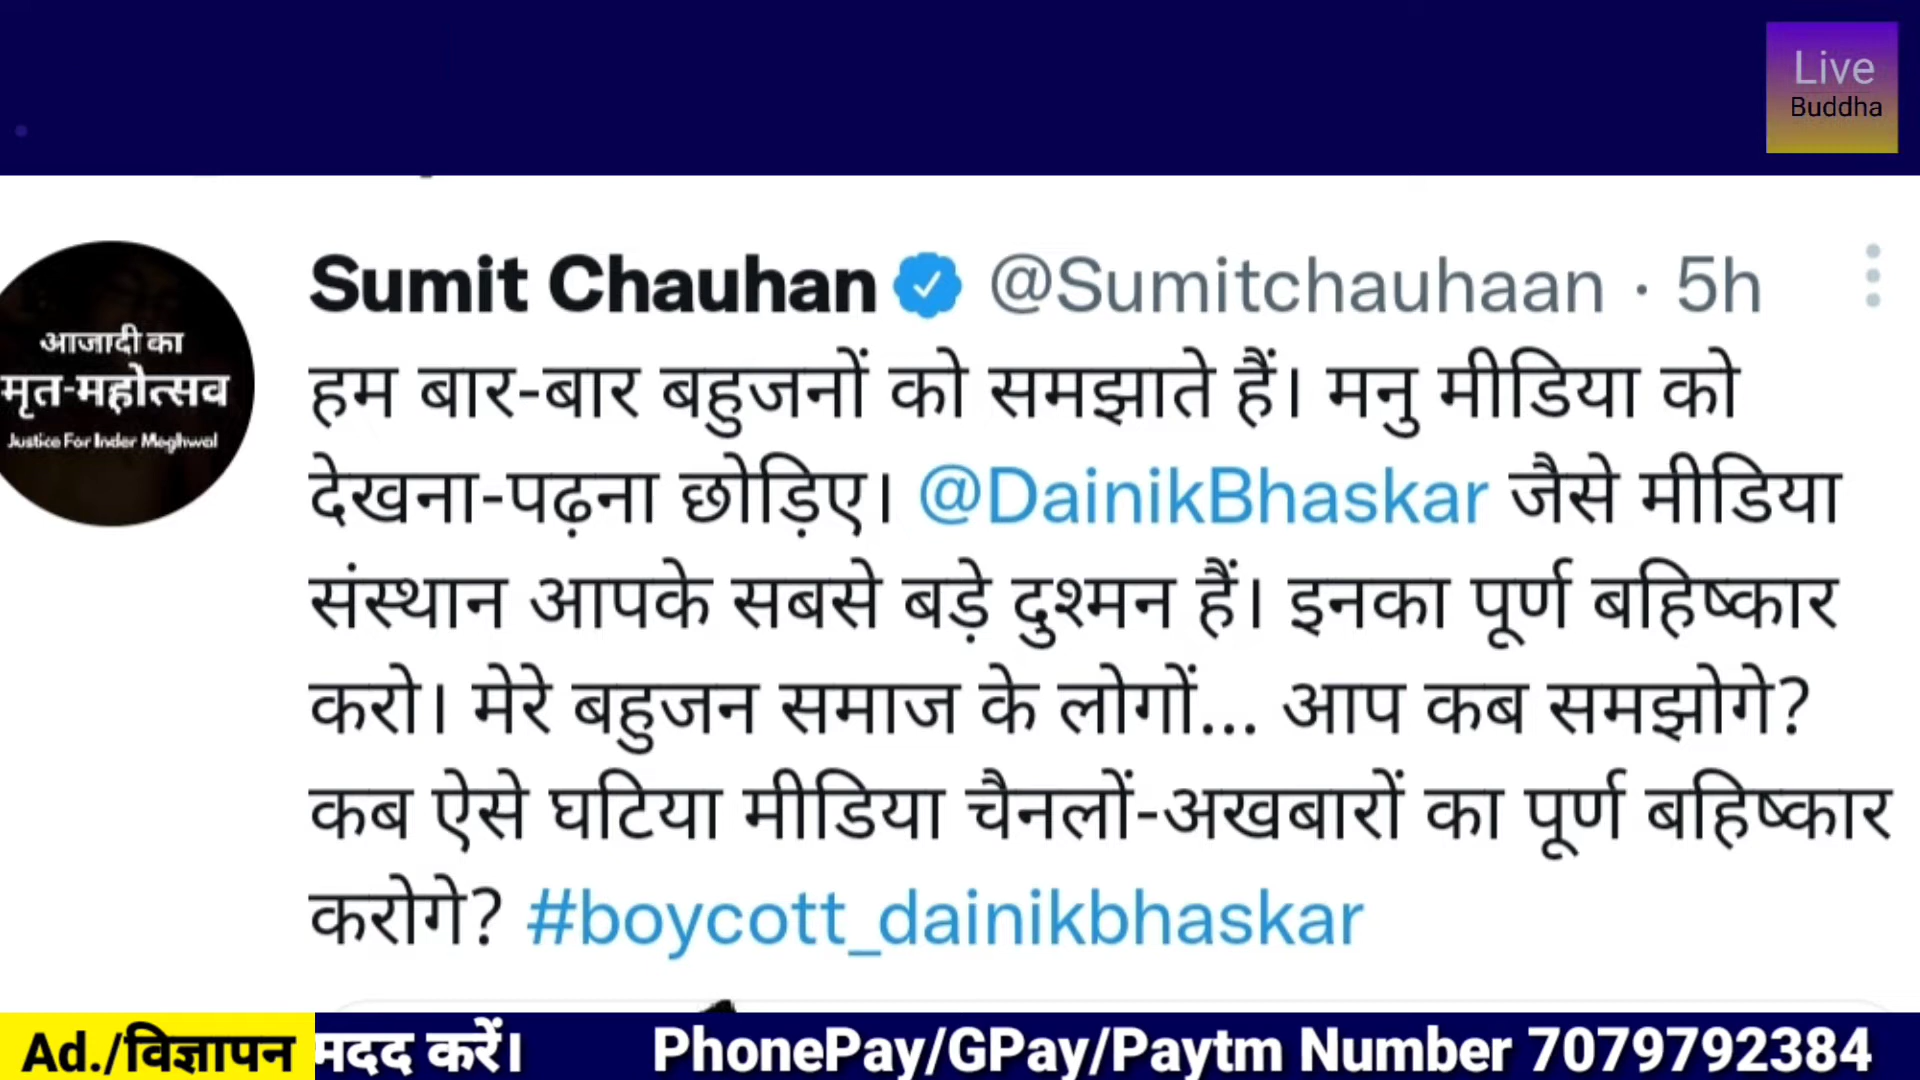 Live
Buddha
आजादी का
मृत-महोत्सव
Justice For Inder Meghwal
Sumit Chauhan @Sumitchauhaan · 5h
हम बार-बार बहुजनों को समझाते हैं। मनु मीडिया को
देखना-पढ़ना छोड़िए। @DainikBhaskar जैसे मीडिया
संस्थान आपके सबसे बड़े दुश्मन हैं। इनका पूर्ण बहिष्कार
करो। मेरे बहुजन समाज के लोगों... आप कब समझोगे?
कब ऐसे घटिया मीडिया चैनलों-अखबारों का पूर्ण बहिष्कार
करोगे? #boycott_dainikbhaskar
Ad./विज्ञापन मदद करें। PhonePay/GPay/Paytm Number 7079792384